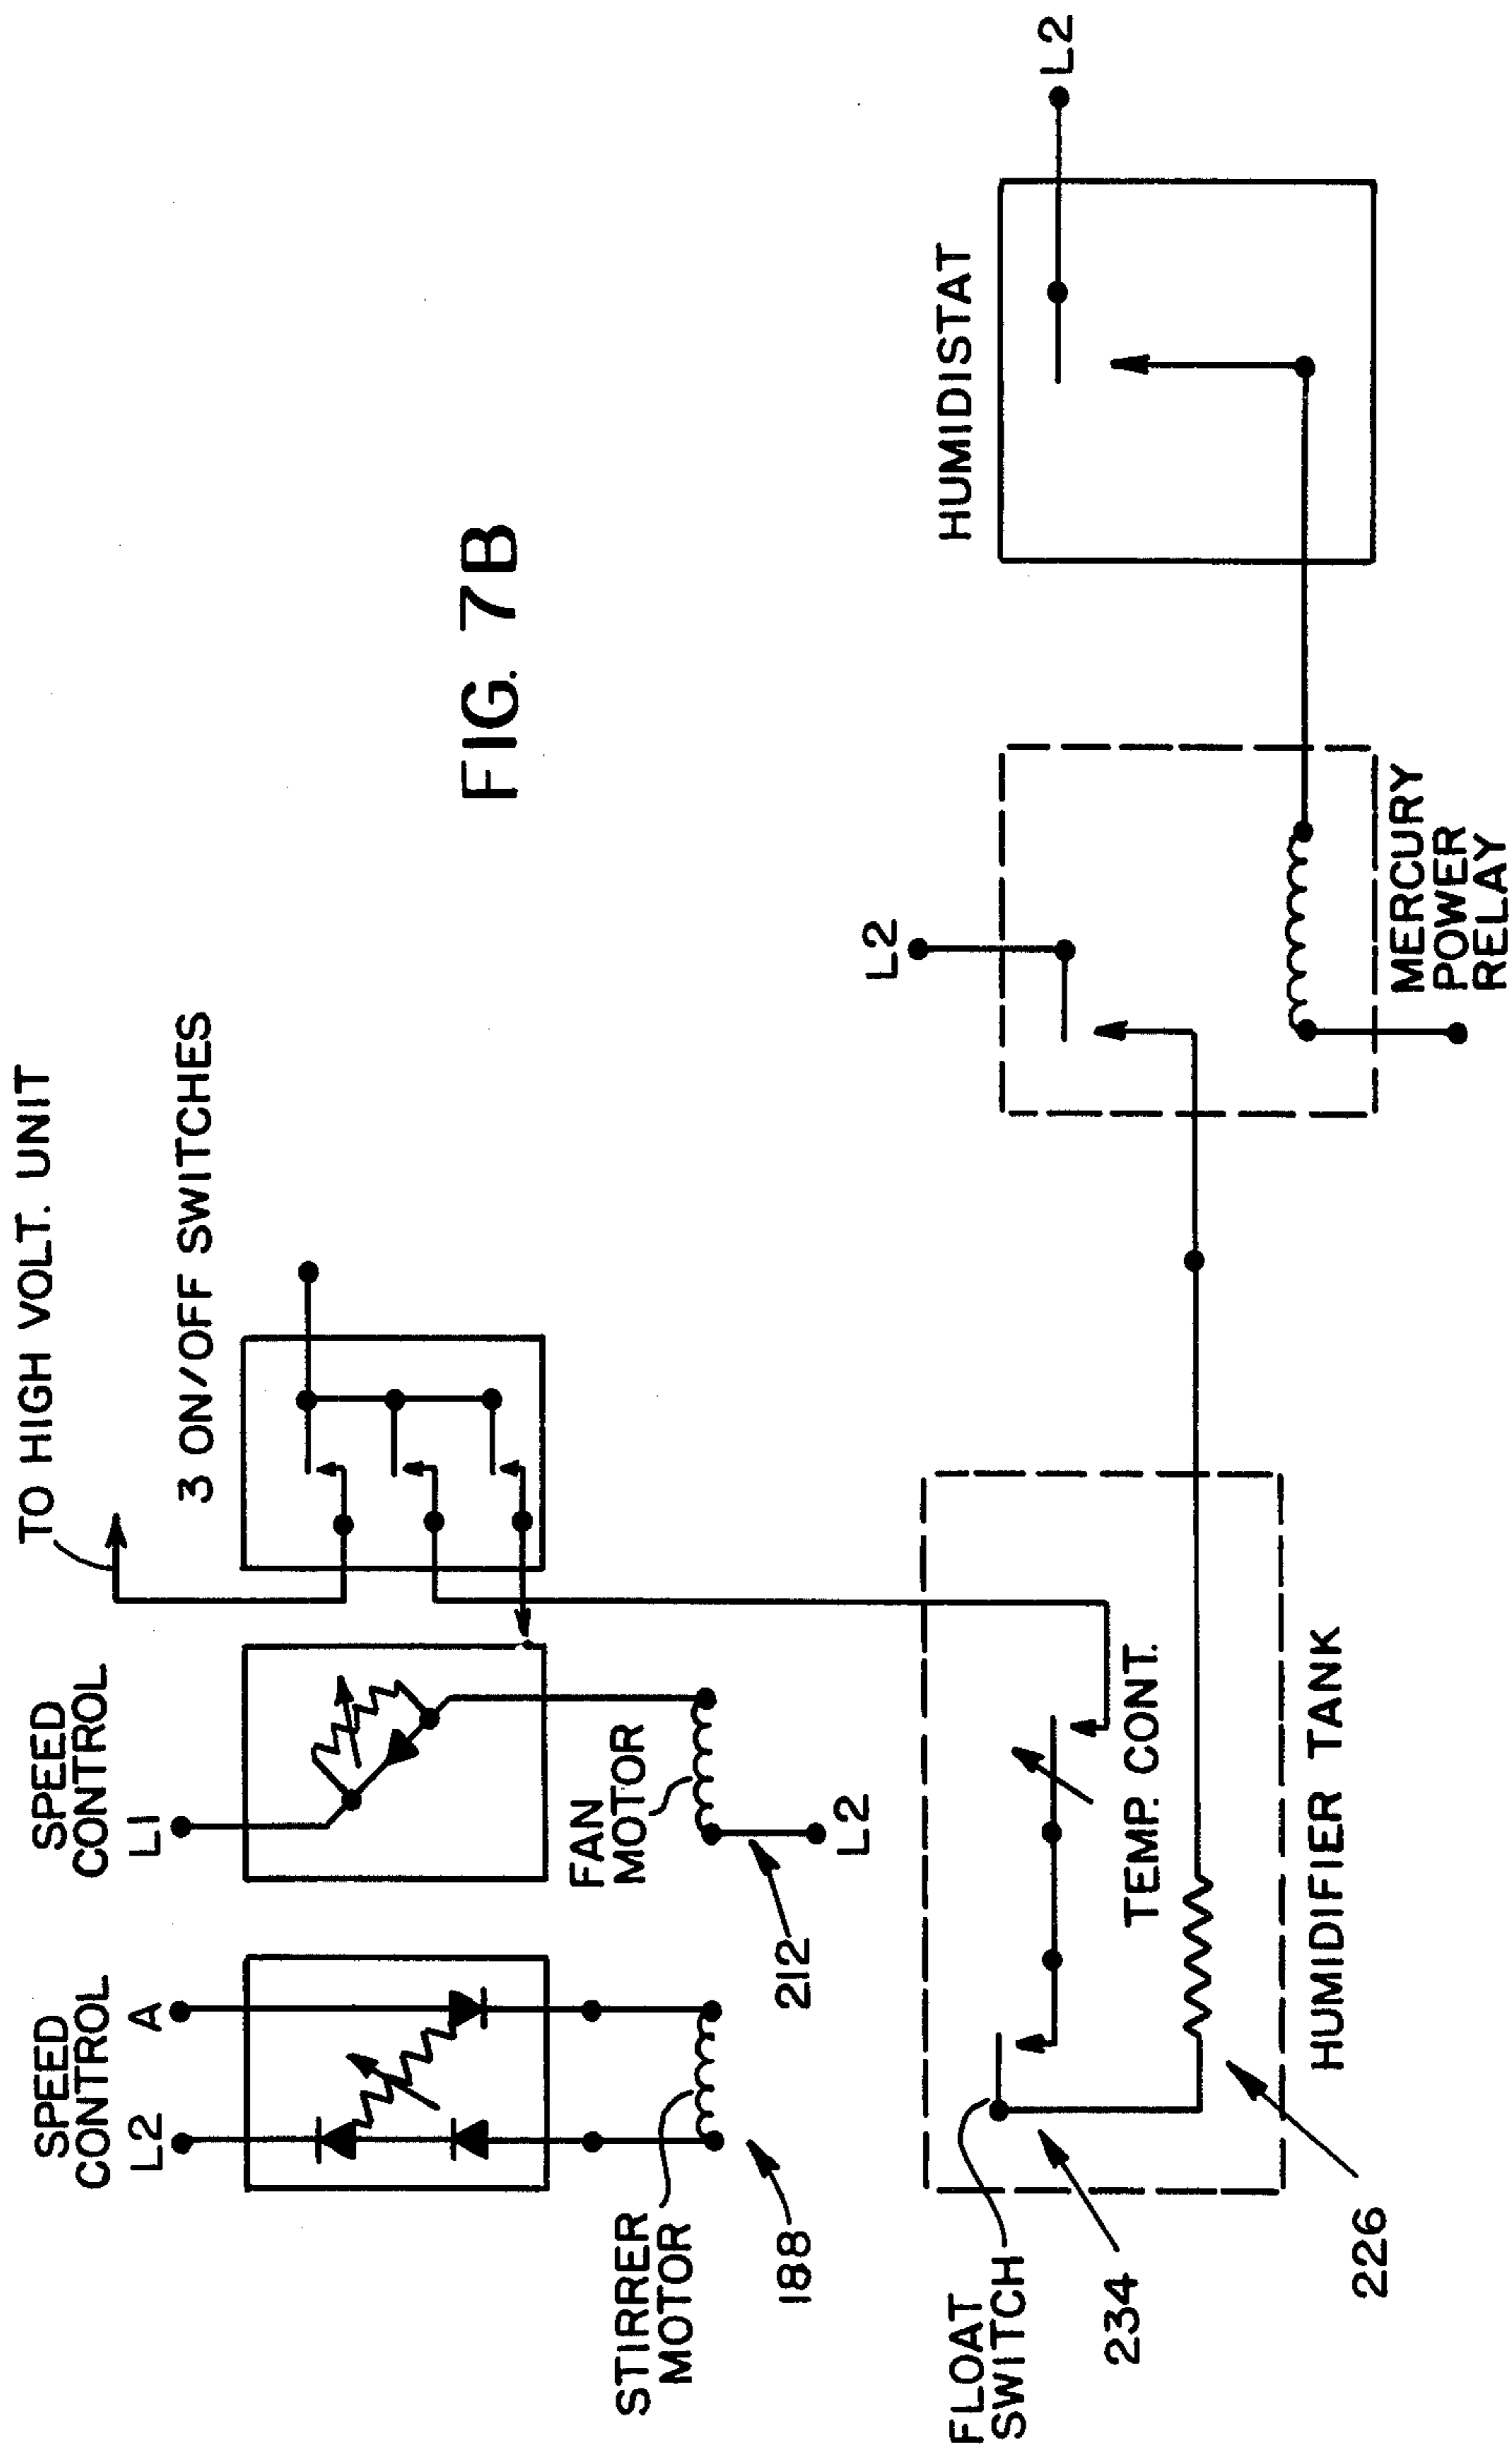 TO HIGH VOLT. UNIT
3 ON/OFF SWITCHES
SPEED
CONTROL
L2
A
SPEED
CONTROL
L1
STIRRER
MOTOR
188
FAN
MOTOR
212
L2
FIG. 7B
FLOAT
SWITCH
234
226
TEMP. CONT.
HUMIDIFIER TANK
L2
MERCURY
POWER
RELAY
HUMIDISTAT
L2